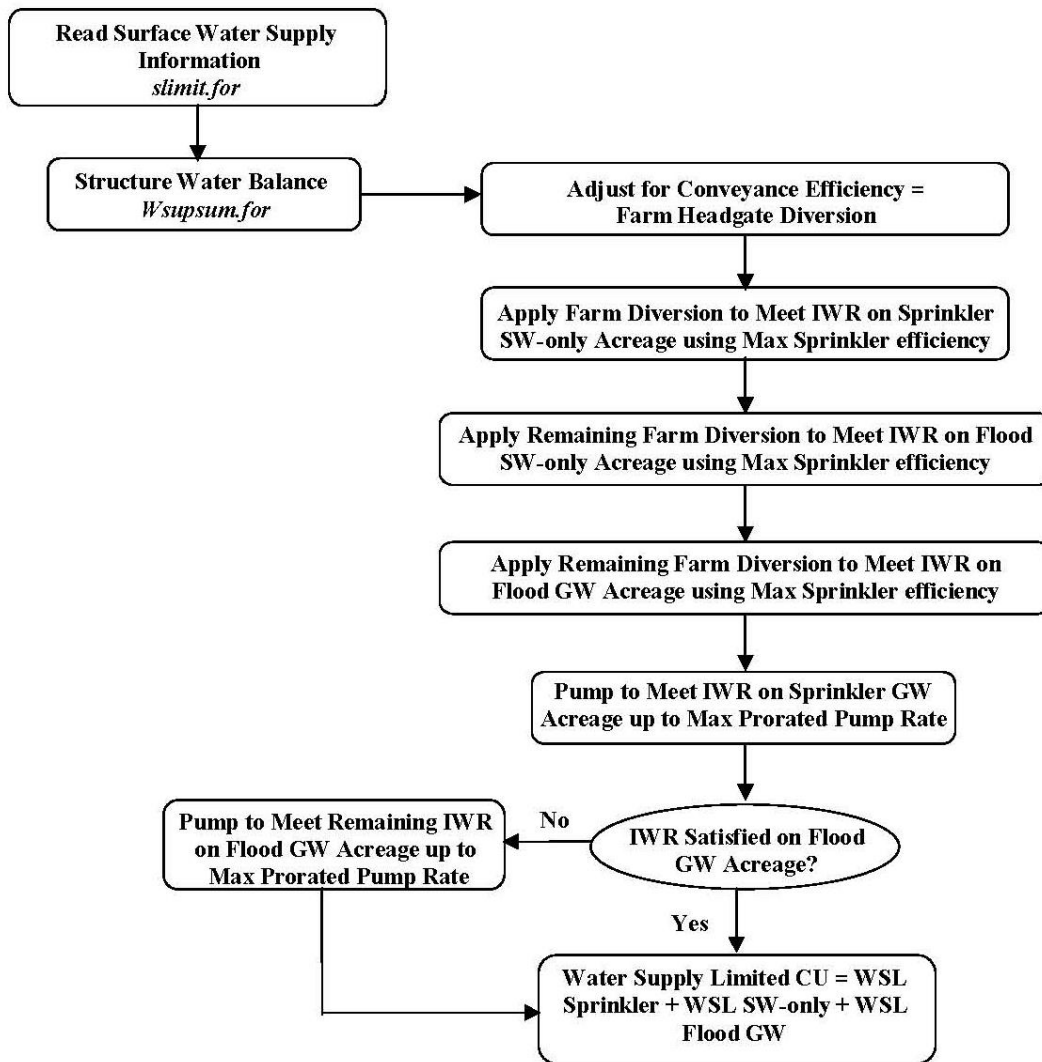 Read Surface Water Supply
Information
slimit.for
Structure Water Balance
Wsupsum.for
Adjust for Conveyance Efficiency =
Farm Headgate Diversion
Apply Farm Diversion to Meet IWR on Sprinkler
SW-only Acreage using Max Sprinkler efficiency
Apply Remaining Farm Diversion to Meet IWR on Flood
SW-only Acreage using Max Sprinkler efficiency
Apply Remaining Farm Diversion to Meet IWR on
Flood GW Acreage using Max Sprinkler efficiency
Pump to Meet IWR on Sprinkler GW
Acreage up to Max Prorated Pump Rate
IWR Satisfied on Flood
GW Acreage?
No
Pump to Meet Remaining IWR
on Flood GW Acreage up to
Max Prorated Pump Rate
Yes
Water Supply Limited CU = WSL
Sprinkler + WSL SW-only + WSL
Flood GW